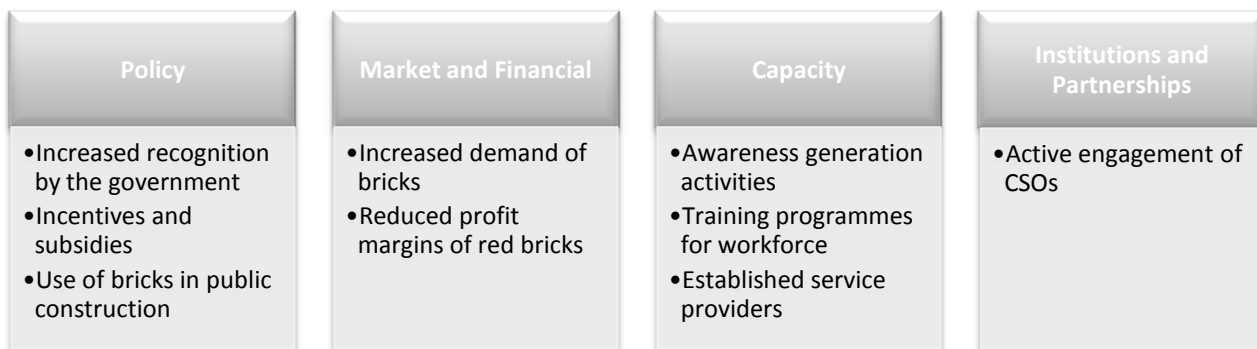 Policy
•Increased recognition
by the government
•Incentives and
subsidies
•Use of bricks in public
construction
Market and Financial
•Increased demand of
bricks
•Reduced profit
margins of red bricks
Capacity
•Awareness generation
activities
•Training programmes
for workforce
•Established service
providers
Institutions and
Partnerships
•Active engagement of
CSOs